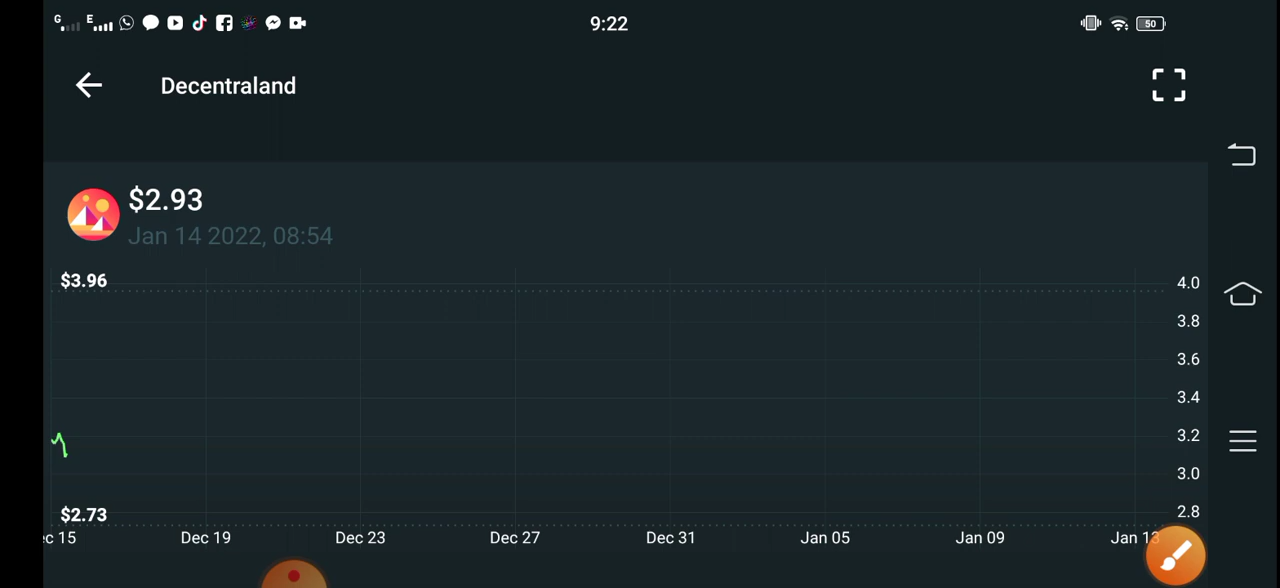 G E 9:22 50
Decentraland
$2.93
Jan 14 2022, 08:54
$3.96
4.0
3.8
3.6
3.4
3.2
3.0
$2.73
2.8
c 15 Dec 19 Dec 23 Dec 27 Dec 31 Jan 05 Jan 09 Jan 13